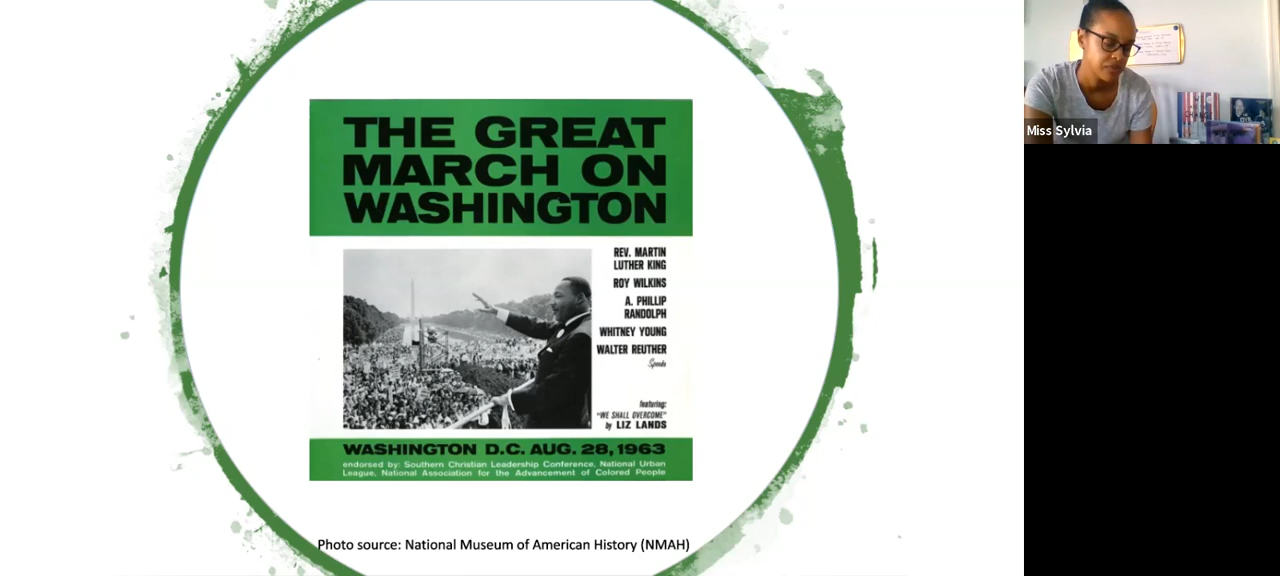 THE GREAT
MARCH ON
WASHINGTON
REV. MARTIN
LUTHER KING
ROY WILKINS
A. PHILLIP
RANDOLPH
WHITNEY YOUNG
WALTER REUTHER
Speaks
featuring:
"WE SHALL OVERCOME"
by LIZ LANDS
WASHINGTON D.C. AUG. 28, 1963
endorsed by: Southern Christian Leadership Conference, National Urban
League, National Association for the Advancement of Colored People
Photo source: National Museum of American History (NMAH)
Miss Sylvia